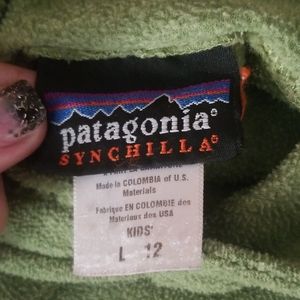 patagonia®
SYNCHILLA®
Made in COLOMBIA of U.S.
Materials
Fabriqué en COLOMBIE des
Materiaux des USA
KIDS'
L 12